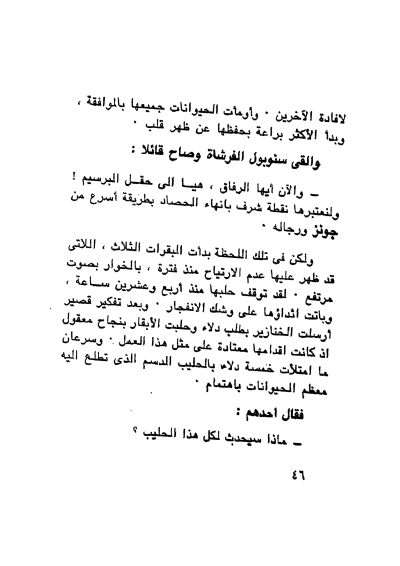 لافادة الآخرين · وأومأت الحيوانات جميعها بالموافقة ،
وبدأ الأكثر براعة بحفظها عن ظهر قلب ·
والقى سنوبول الفرشاة وصاح قائلا :
– والآن أيها الرفاق ، هيا الى حقل البرسيم !
ولنعتبرها نقطة شرف بانهاء الحصاد بطريقة أسرع من
جونز ورجاله ·
ولكن فى تلك اللحظة بدأت البقرات الثلاث ، اللاتى
قد ظهر عليها عدم الارتياح منذ فترة ، بالخوار بصوت
مرتفع · لقد توقف حلبها منذ أربع وعشرين ساعة ،
وباتت اثداؤها على وشك الانفجار · وبعد تفكير قصير
أرسلت الخنازير بطلب دلاء وحلبت الأبقار بنجاح معقول
اذ كانت اقدامها معتادة على مثل هذا العمل · وسرعان
ما امتلأت خمسة دلاء بالحليب الدسم الذى تطلع اليه
معظم الحيوانات باهتمام ·
فقال أحدهم :
– ماذا سيحدث لكل هذا الحليب ؟
٤٦